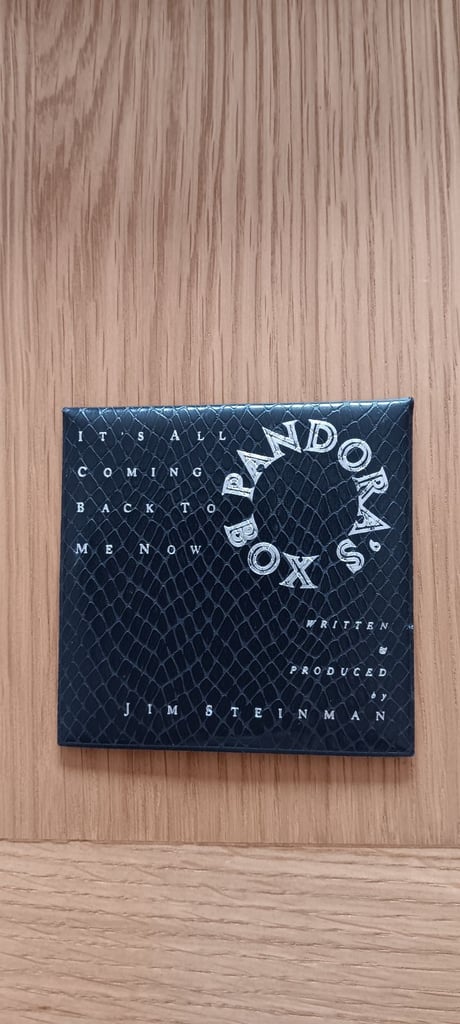 It's All
Coming
Back To
Me Now
PANDORA'S BOX
WRITTEN
&
PRODUCED
by
Jim Steinman